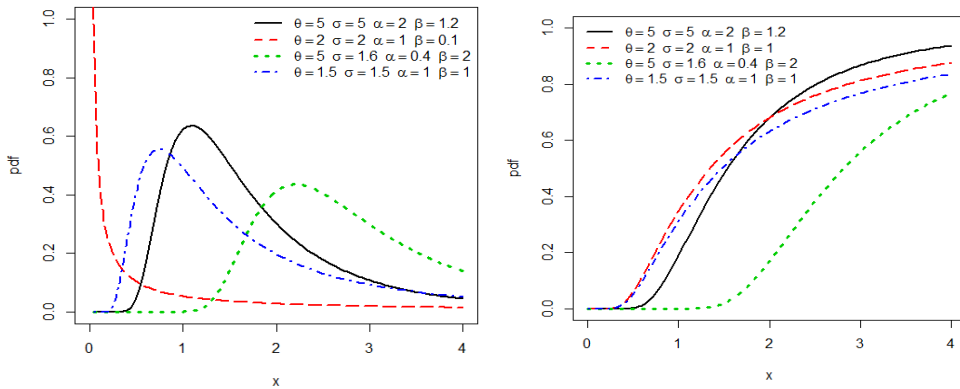 pdf
0.0 0.2 0.4 0.6 0.8 1.0
θ = 5 σ = 5 α = 2 β = 1.2
θ = 2 σ = 2 α = 1 β = 0.1
θ = 5 σ = 1.6 α = 0.4 β = 2
θ = 1.5 σ = 1.5 α = 1 β = 1
0 1 2 3 4
x
pdf
0.0 0.2 0.4 0.6 0.8 1.0
θ = 5 σ = 5 α = 2 β = 1.2
θ = 2 σ = 2 α = 1 β = 1
θ = 5 σ = 1.6 α = 0.4 β = 2
θ = 1.5 σ = 1.5 α = 1 β = 1
0 1 2 3 4
x